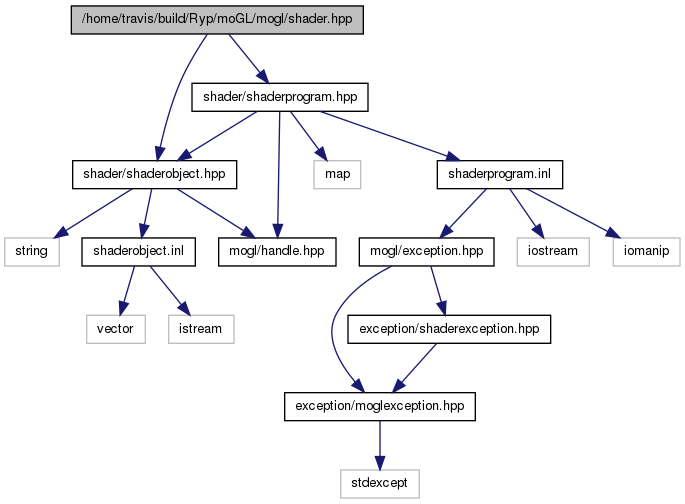 /home/travis/build/Ryp/moGL/mogl/shader.hpp
shader/shaderprogram.hpp
shader/shaderobject.hpp
map
shaderprogram.inl
string
shaderobject.inl
mogl/handle.hpp
mogl/exception.hpp
iostream
iomanip
vector
istream
exception/shaderexception.hpp
exception/moglexception.hpp
stdexcept